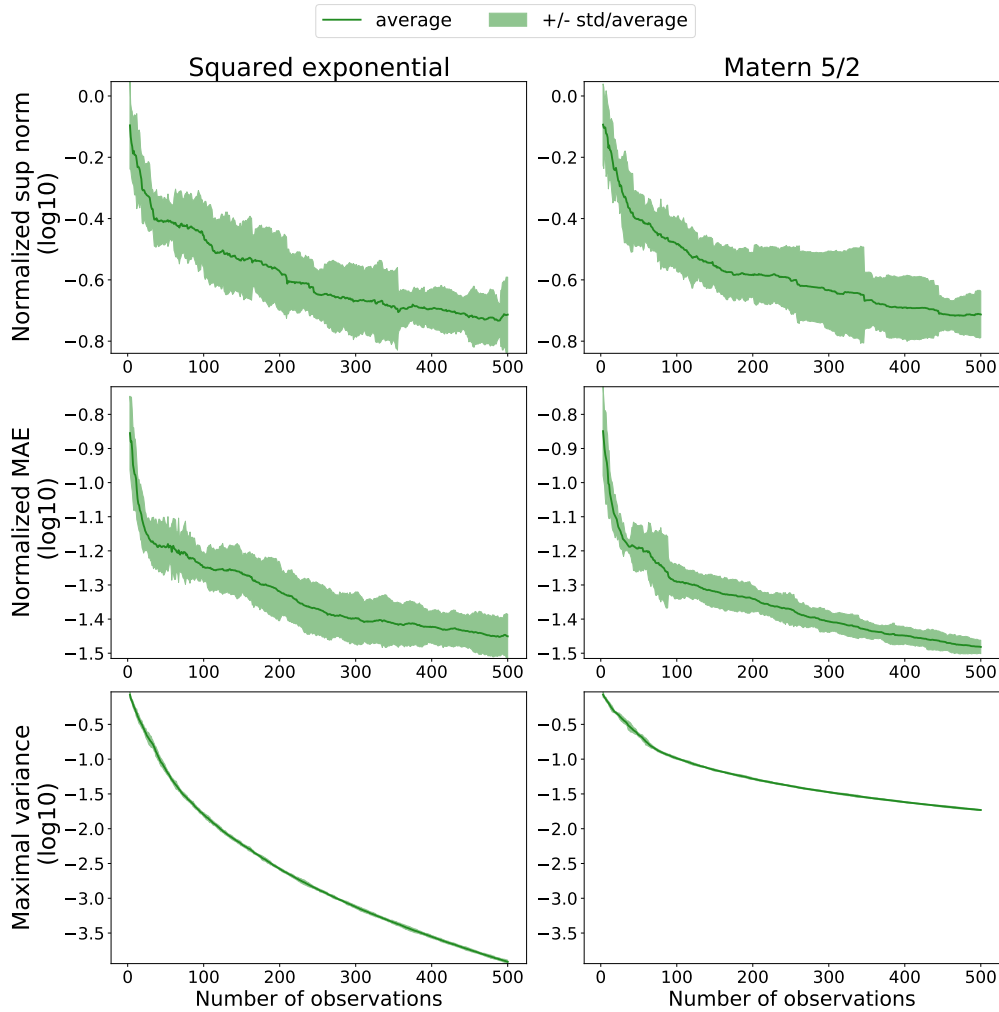 average +/- std/average
Squared exponential Matern 5/2
Normalized sup norm
(log10)
0.0
−0.2
−0.4
−0.6
−0.8
0 100 200 300 400 500
0.0
−0.2
−0.4
−0.6
−0.8
0 100 200 300 400 500
Normalized MAE
(log10)
−0.8
−0.9
−1.0
−1.1
−1.2
−1.3
−1.4
−1.5
0 100 200 300 400 500
−0.8
−0.9
−1.0
−1.1
−1.2
−1.3
−1.4
−1.5
0 100 200 300 400 500
Maximal variance
(log10)
−0.5
−1.0
−1.5
−2.0
−2.5
−3.0
−3.5
0 100 200 300 400 500
Number of observations
−0.5
−1.0
−1.5
−2.0
−2.5
−3.0
−3.5
0 100 200 300 400 500
Number of observations